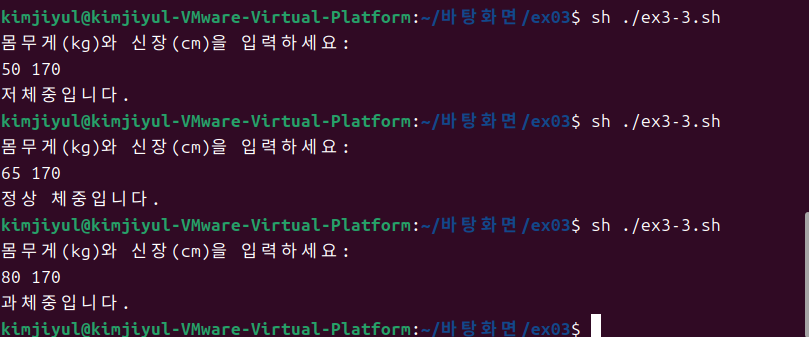 kimjiyul@kimjiyul-VMware-Virtual-Platform:~/바탕화면/ex03$ sh ./ex3-3.sh
몸무게(kg)와 신장(cm)을 입력하세요:
50 170
저체중입니다.
kimjiyul@kimjiyul-VMware-Virtual-Platform:~/바탕화면/ex03$ sh ./ex3-3.sh
몸무게(kg)와 신장(cm)을 입력하세요:
65 170
정상 체중입니다.
kimjiyul@kimjiyul-VMware-Virtual-Platform:~/바탕화면/ex03$ sh ./ex3-3.sh
몸무게(kg)와 신장(cm)을 입력하세요:
80 170
과체중입니다.
kimjiyul@kimjiyul-VMware-Virtual-Platform:~/바탕화면/ex03$